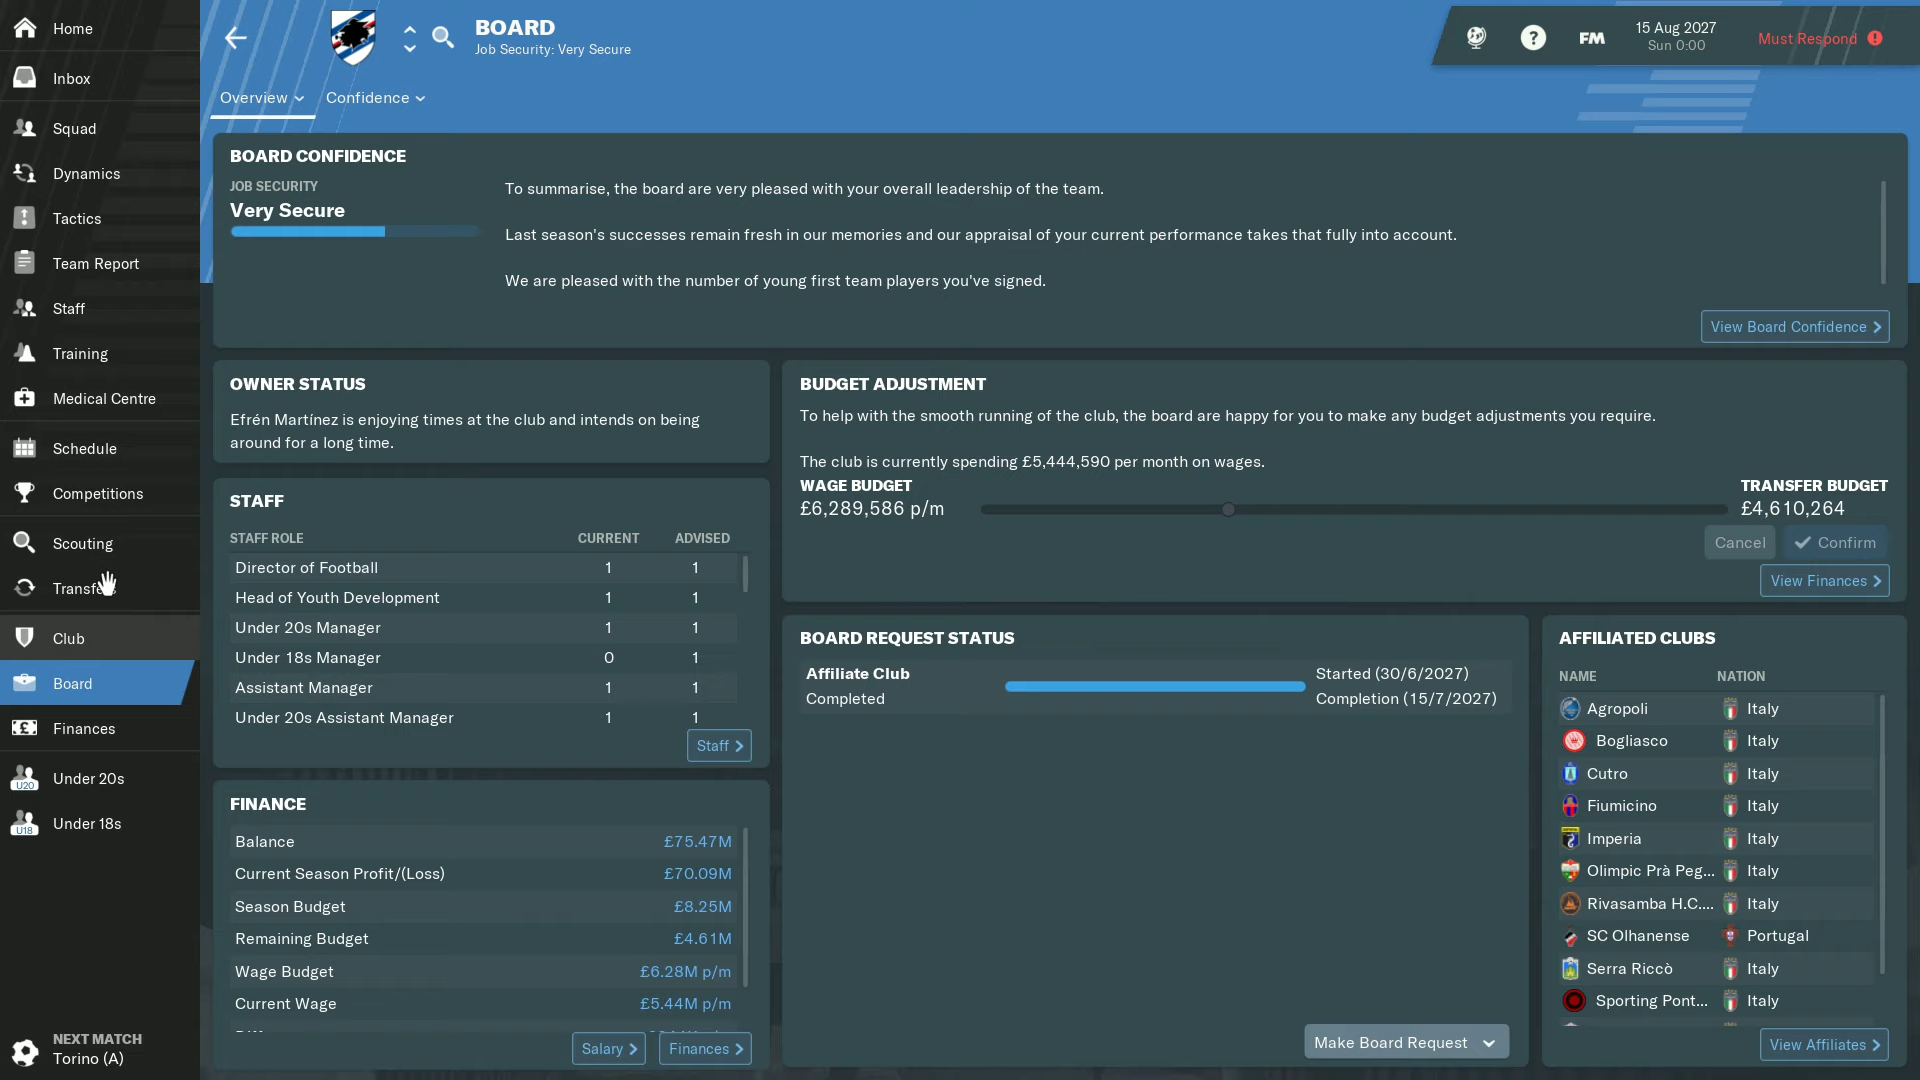 Home
Inbox
Squad
Dynamics
Tactics
Team Report
Staff
Training
Medical Centre
Schedule
Competitions
Scouting
Club
Board
Finances
U20
Under 20s
U18
Under 18s
NEXT MATCH
Torino (A)
BOARD
Job Security: Very Secure
?
FM
15 Aug 2027
Sun 0:00
Must Respond
Overview
Confidence
BOARD CONFIDENCE
JOB SECURITY
Very Secure
To summarise, the board are very pleased with your overall leadership of the team.
Last season's successes remain fresh in our memories and our appraisal of your current performance takes that fully into account.
We are pleased with the number of young first team players you've signed.
View Board Confidence
OWNER STATUS
Efrén Martínez is enjoying times at the club and intends on being
around for a long time.
BUDGET ADJUSTMENT
To help with the smooth running of the club, the board are happy for you to make any budget adjustments you require.
The club is currently spending £5,444,590 per month on wages.
WAGE BUDGET
£6,289,586 p/m
TRANSFER BUDGET
£4,610,264
Cancel
Confirm
View Finances
STAFF
STAFF ROLE CURRENT ADVISED
Director of Football 1 1
Head of Youth Development 1 1
Under 20s Manager 1 1
Under 18s Manager 0 1
Assistant Manager 1 1
Under 20s Assistant Manager 1 1
Staff
FINANCE
Balance £75.47M
Current Season Profit/(Loss) £70.09M
Season Budget £8.25M
Remaining Budget £4.61M
Wage Budget £6.28M p/m
Current Wage £5.44M p/m
Salary
Finances
BOARD REQUEST STATUS
Affiliate Club
Completed
Started (30/6/2027)
Completion (15/7/2027)
Make Board Request
AFFILIATED CLUBS
NAME NATION
Agropoli Italy
Bogliasco Italy
Cutro Italy
Fiumicino Italy
Imperia Italy
Olimpic Prà Peg... Italy
Rivasamba H.C.... Italy
SC Olhanense Portugal
Serra Riccò Italy
Sporting Pont... Italy
View Affiliates